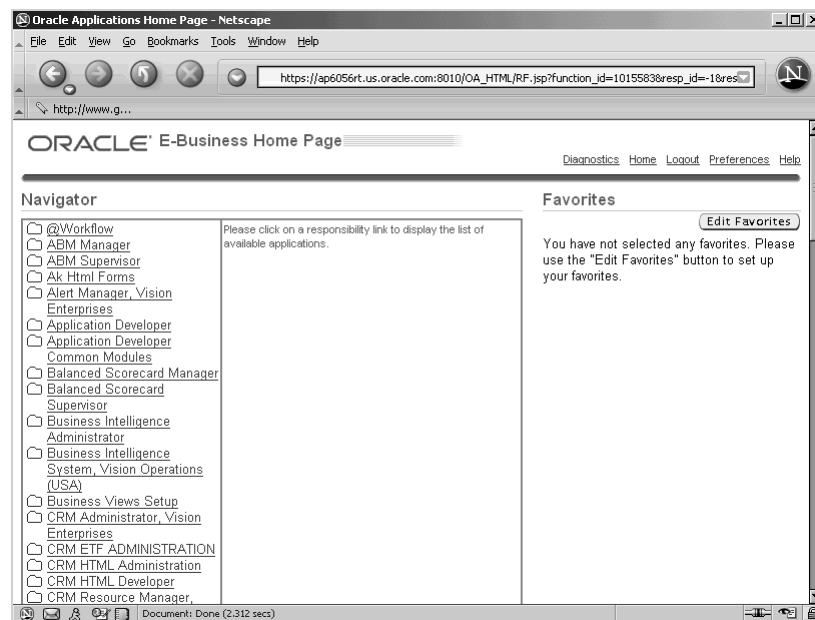 Oracle Applications Home Page - Netscape
File Edit View Go Bookmarks Tools Window Help
https://ap6056rt.us.oracle.com:8010/OA_HTML/RF.jsp?function_id=1015583&resp_id=-1&res
N
http://www.g...
ORACLE E-Business Home Page
Diagnostics Home Logout Preferences Help
Navigator
@Workflow
ABM Manager
ABM Supervisor
Ak Html Forms
Alert Manager, Vision
Enterprises
Application Developer
Application Developer
Common Modules
Balanced Scorecard Manager
Balanced Scorecard
Supervisor
Business Intelligence
Administrator
Business Intelligence
System, Vision Operations
(USA)
Business Views Setup
CRM Administrator, Vision
Enterprises
CRM ETF ADMINISTRATION
CRM HTML Administration
CRM HTML Developer
CRM Resource Manager,
Please click on a responsibility link to display the list of
available applications.
Favorites
Edit Favorites
You have not selected any favorites. Please
use the "Edit Favorites" button to set up
your favorites.
Document: Done (2.312 secs)